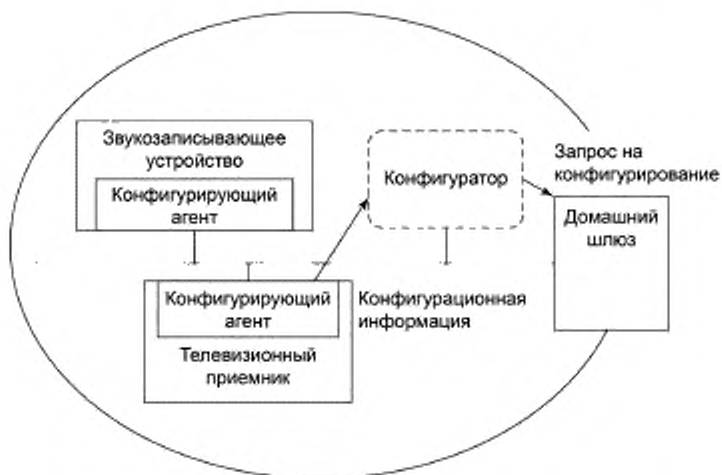 Звукозаписывающее
устройство
Конфигурирующий
агент
Конфигуратор
Запрос на
конфигурирование
Домашний
шлюз
Конфигурирующий
агент
Телевизионный
приемник
Конфигурационная
информация